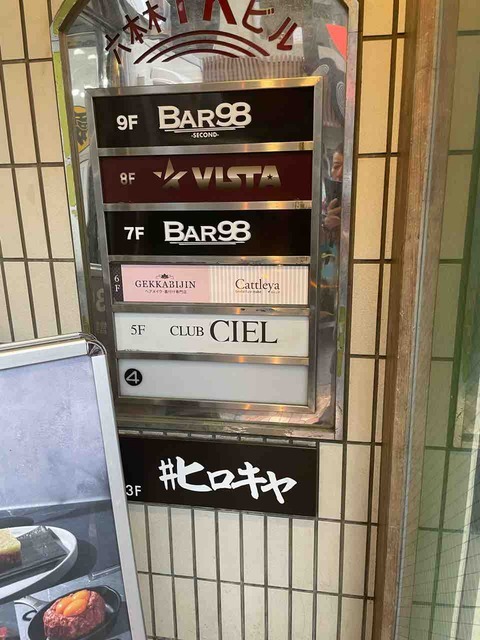 六本木
ビル
9F BAR98
-SECOND-
8F VISTA
7F BAR98
6F GEKKABIJIN Cattleya
5F CLUB CIEL
4
3F #ヒロキヤ